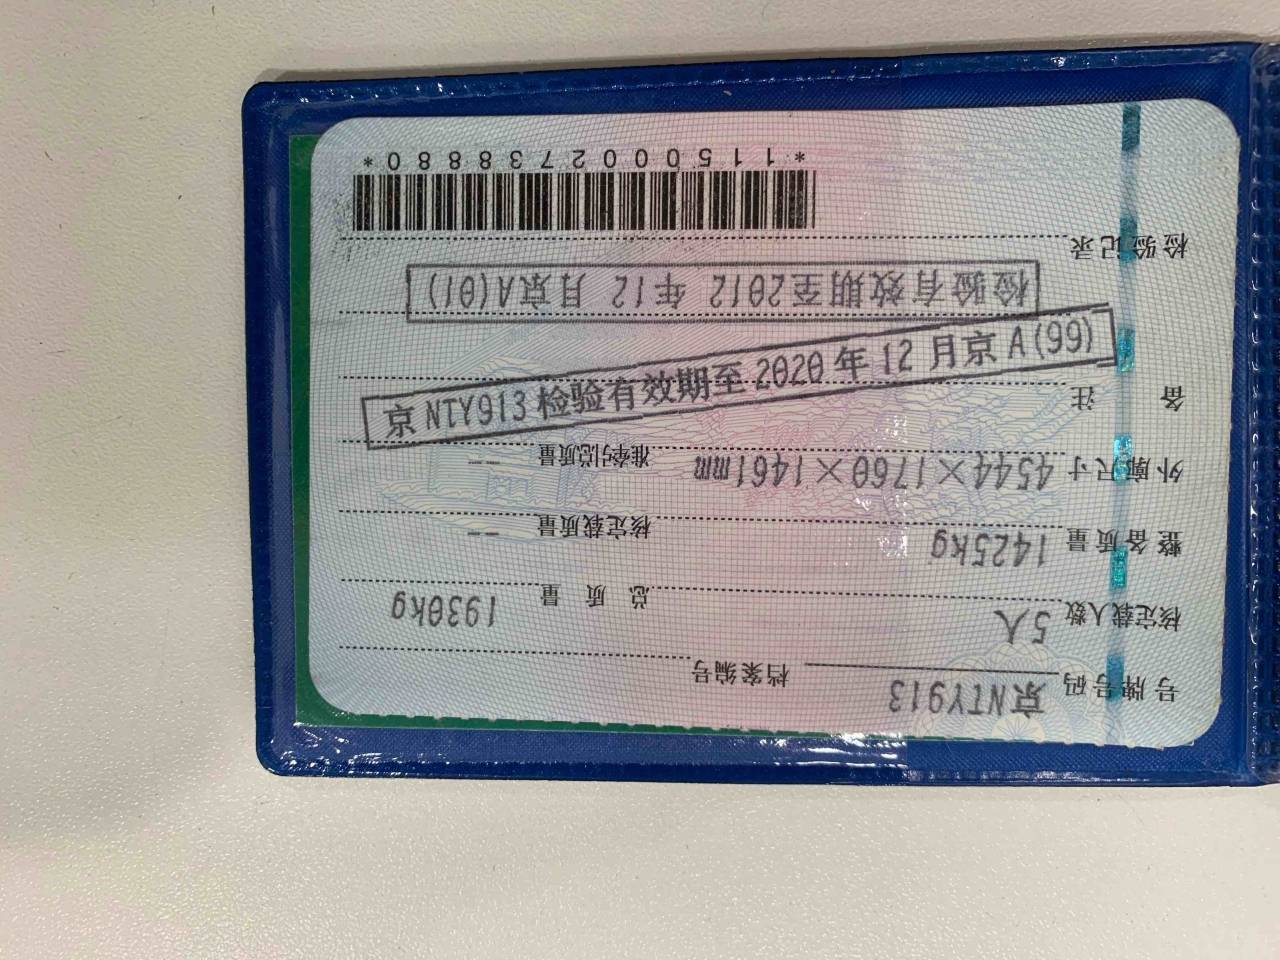 号牌号码 京NTY913 档案编号
核定载人数 5人 总质量 1930kg
整备质量 1425kg 核定载质量 --
外廓尺寸 4544×1760×1461mm 准牵引总质量 --
备注
京NTY913检验有效期至2020年12月京A(99)
检验有效期至2012年12月京A(01)
检验记录
*1150002738880*